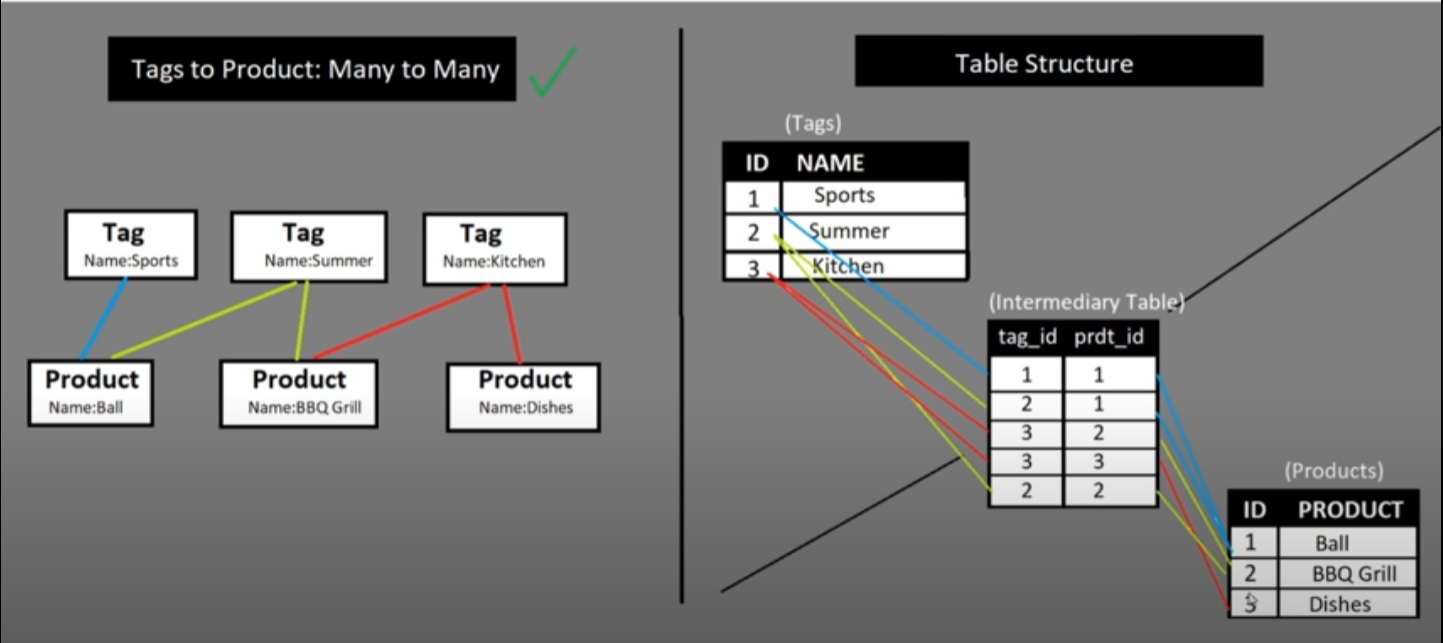 Tags to Product: Many to Many
Tag
Name:Sports
Tag
Name:Summer
Tag
Name:Kitchen
Product
Name:Ball
Product
Name:BBQ Grill
Product
Name:Dishes
Table Structure
(Tags)
ID NAME
1 Sports
2 Summer
3 Kitchen
(Intermediary Table)
tag_id prdt_id
1 1
2 1
3 2
3 3
2 2
(Products)
ID PRODUCT
1 Ball
2 BBQ Grill
3 Dishes